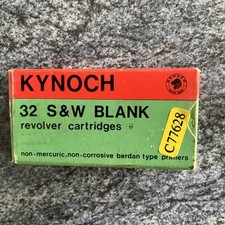 KYNOCH
32 S&W BLANK
revolver cartridges
C77628
non-mercuric, non-corrosive berdan type primers